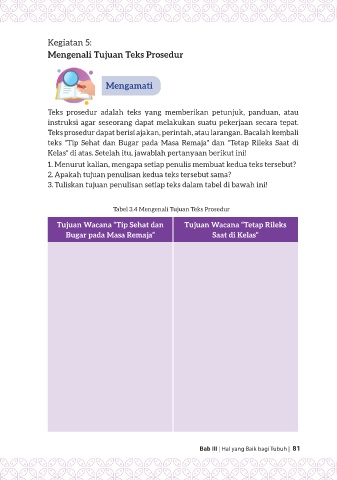 Kegiatan 5:
Mengenali Tujuan Teks Prosedur
Mengamati
Teks prosedur adalah teks yang memberikan petunjuk, panduan, atau
instruksi agar seseorang dapat melakukan suatu pekerjaan secara tepat.
Teks prosedur dapat berisi ajakan, perintah, atau larangan. Bacalah kembali
teks “Tip Sehat dan Bugar pada Masa Remaja” dan “Tetap Rileks Saat di
Kelas” di atas. Setelah itu, jawablah pertanyaan berikut ini!
1. Menurut kalian, mengapa setiap penulis membuat kedua teks tersebut?
2. Apakah tujuan penulisan kedua teks tersebut sama?
3. Tuliskan tujuan penulisan setiap teks dalam tabel di bawah ini!
Tabel 3.4 Mengenali Tujuan Teks Prosedur
Tujuan Wacana “Tip Sehat dan
Bugar pada Masa Remaja”
Tujuan Wacana “Tetap Rileks
Saat di Kelas”
Bab III | Hal yang Baik bagi Tubuh | 81